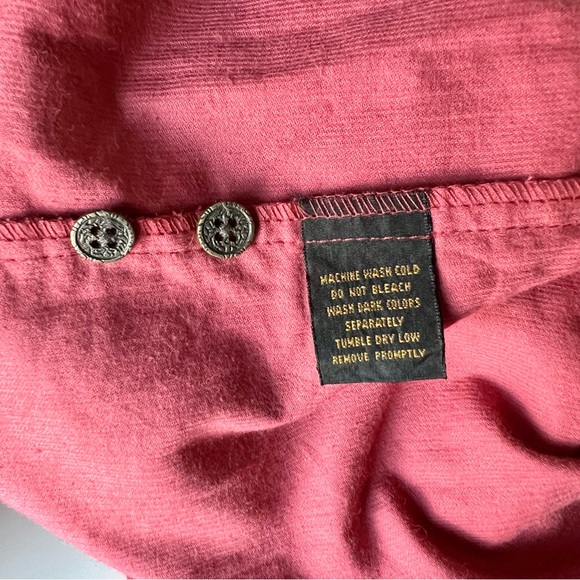 MACHINE WASH COLD
DO NOT BLEACH
WASH DARK COLORS
SEPARATELY
TUMBLE DRY LOW
REMOVE PROMPTLY